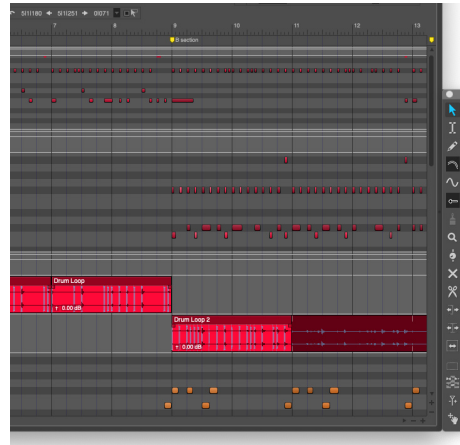 5|1|180 5|1|251 0|071
7 8 9 10 11 12 13
B section
Drum Loop
0.00 dB
Drum Loop 2
0.00 dB